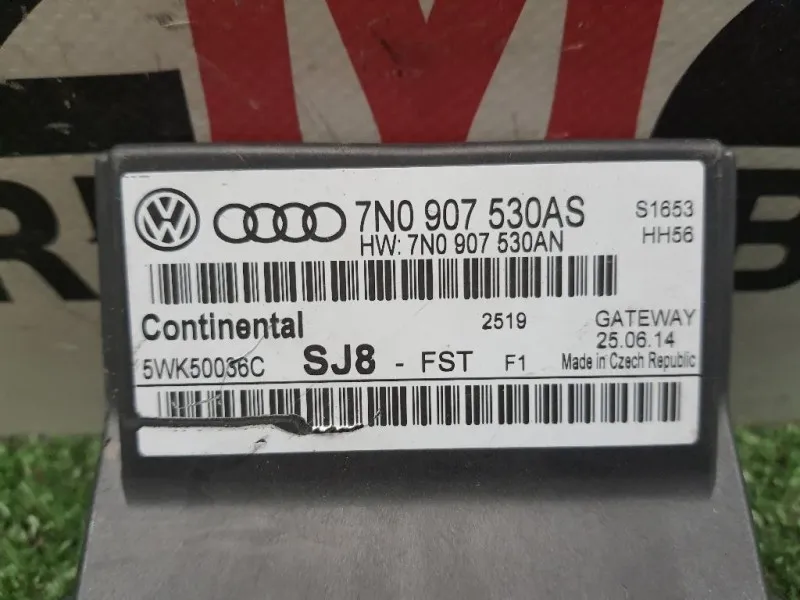 7N0 907 530AS S1653
HW: 7N0 907 530AN HH56
Continental 2519 GATEWAY
25.06.14
5WK50036C SJ8 - FST F1 Made in Czech Republic